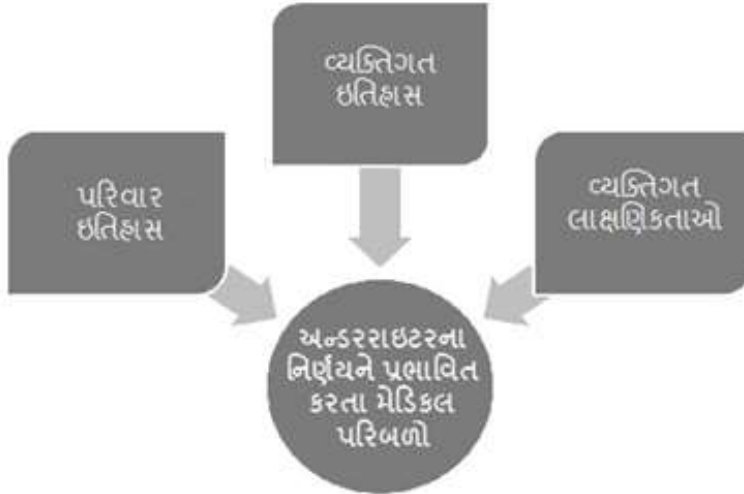 વ્યક્તિગત
ઇતિહાસ
પરિવાર
ઇતિહાસ
વ્યક્તિગત
લાક્ષણિકતાઓ
અન્ડરરાઇટરના
નિર્ણયને પ્રભાવિત
કરતા મેડિકલ
પરિબળો